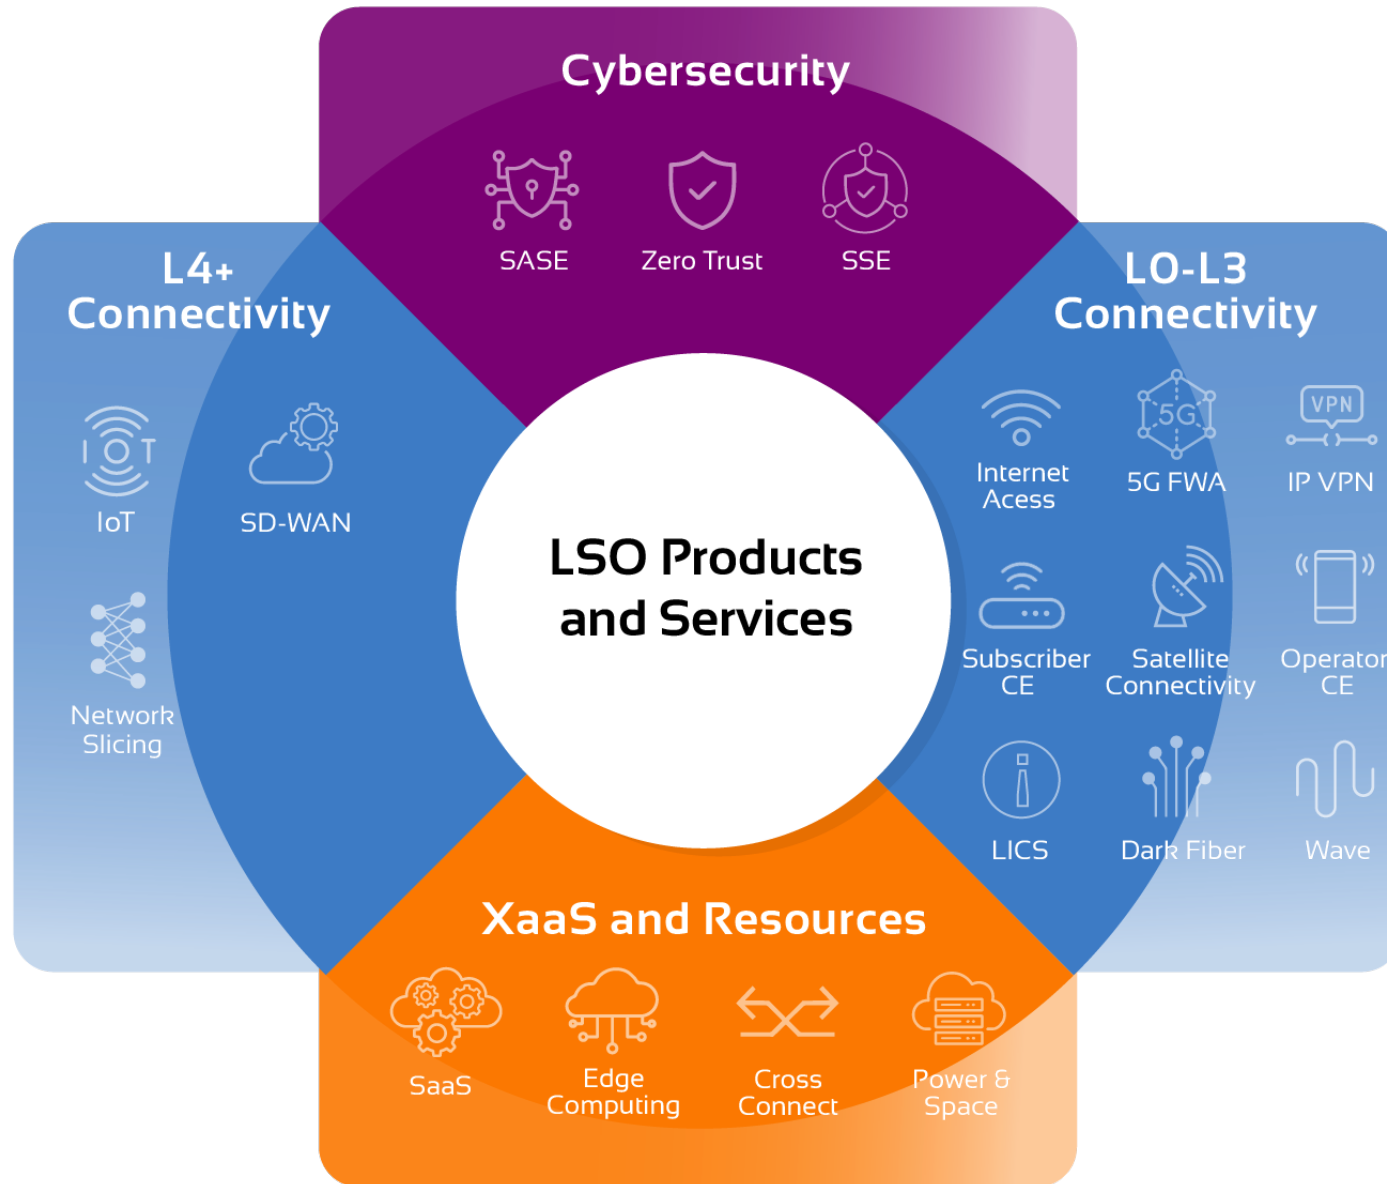 Cybersecurity
SASE
Zero Trust
SSE
L4+
Connectivity
IoT
IoT
SD-WAN
Network
Slicing
L0-L3
Connectivity
5G
VPN
Internet
Acess
5G FWA
IP VPN
Subscriber
CE
Satellite
Connectivity
Operator
CE
LICS
Dark Fiber
Wave
LSO Products
and Services
XaaS and Resources
SaaS
Edge
Computing
Cross
Connect
Power &
Space